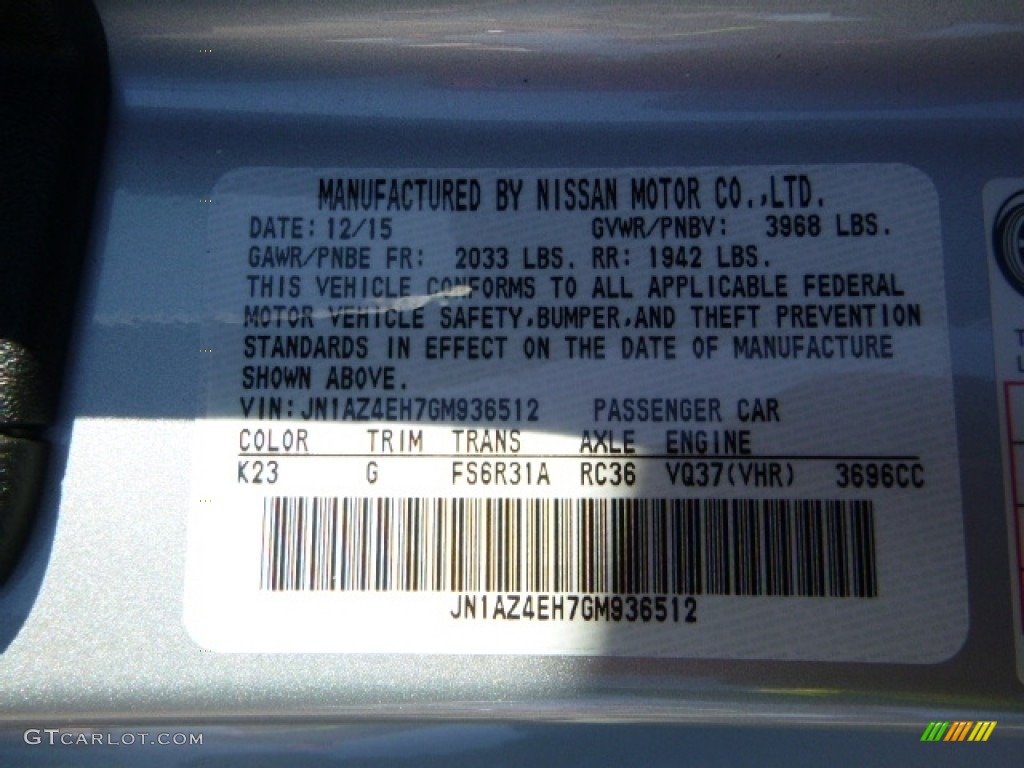 MANUFACTURED BY NISSAN MOTOR CO.,LTD.
DATE: 12/15 GVWR/PNBV: 3968 LBS.
GAWR/PNBE FR: 2033 LBS. RR: 1942 LBS.
THIS VEHICLE CONFORMS TO ALL APPLICABLE FEDERAL
MOTOR VEHICLE SAFETY,BUMPER,AND THEFT PREVENTION
STANDARDS IN EFFECT ON THE DATE OF MANUFACTURE
SHOWN ABOVE.
VIN:JN1AZ4EH7GM936512 PASSENGER CAR
COLOR TRIM TRANS AXLE ENGINE
K23 G FS6R31A RC36 VQ37(VHR) 3696CC
JN1AZ4EH7GM936512
GTCARLOT.COM